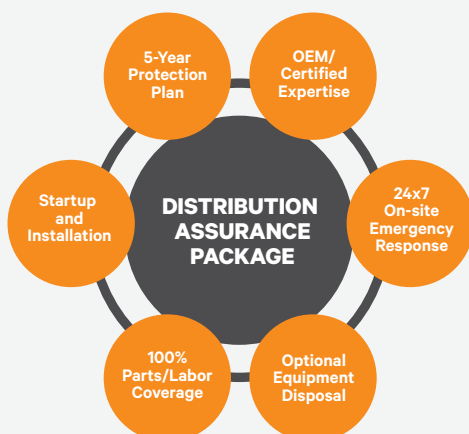 5-Year
Protection
Plan
OEM/
Certified
Expertise
Startup
and
Installation
DISTRIBUTION
ASSURANCE
PACKAGE
24x7
On-site
Emergency
Response
100%
Parts/Labor
Coverage
Optional
Equipment
Disposal